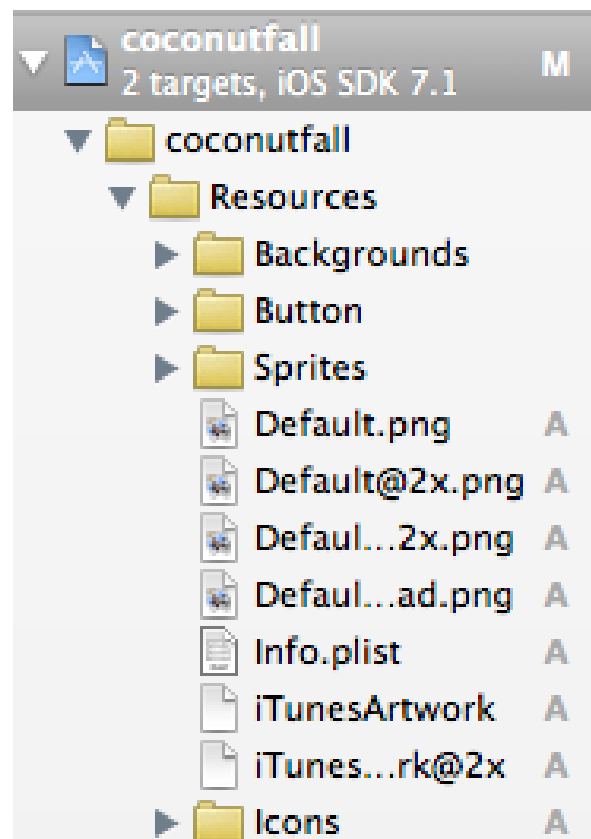 coconutfall M
2 targets, iOS SDK 7.1
coconutfall
Resources
Backgrounds
Button
Sprites
Default.png A
Default@2x.png A
Defaul...2x.png A
Defaul...ad.png A
Info.plist A
iTunesArtwork A
iTunes...rk@2x A
Icons A